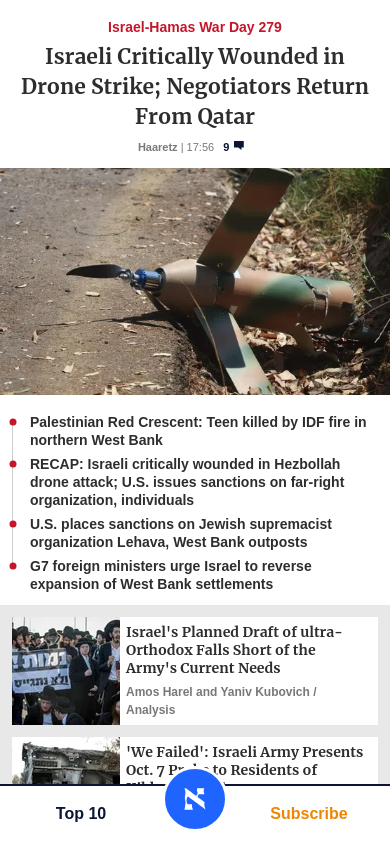 Israel-Hamas War Day 279
Israeli Critically Wounded in
Drone Strike; Negotiators Return
From Qatar
Haaretz | 17:56 9
Palestinian Red Crescent: Teen killed by IDF fire in
northern West Bank
RECAP: Israeli critically wounded in Hezbollah
drone attack; U.S. issues sanctions on far-right
organization, individuals
U.S. places sanctions on Jewish supremacist
organization Lehava, West Bank outposts
G7 foreign ministers urge Israel to reverse
expansion of West Bank settlements
Israel's Planned Draft of ultra-
Orthodox Falls Short of the
Army's Current Needs
Amos Harel and Yaniv Kubovich /
Analysis
'We Failed': Israeli Army Presents
Oct. 7 to Residents of
Top 10
Subscribe